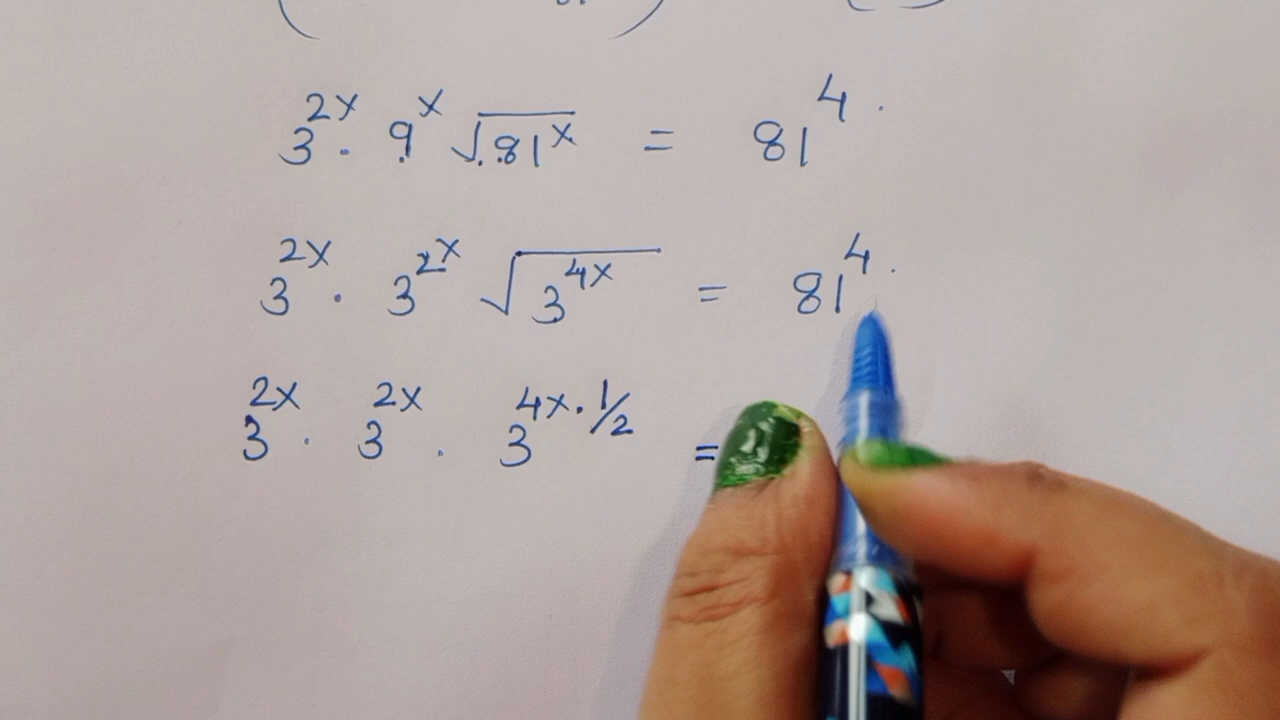 3^{2x} . 9^x √81^x = 81^4 .
3^{2x} . 3^{2x} √3^{4x} = 81^4 .
3^{2x} . 3^{2x} . 3^{4x . 1/2} =